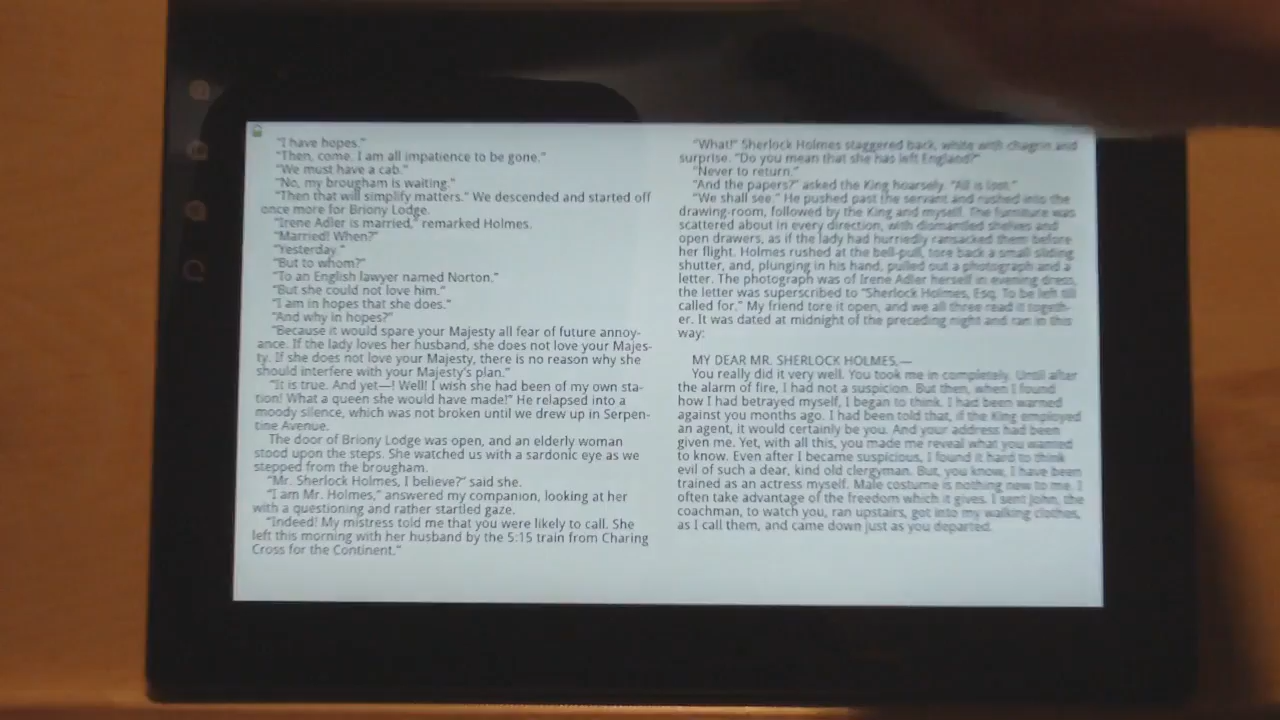 “I have hopes.”
“Then, come. I am all impatience to be gone.”
“We must have a cab.”
“No, my brougham is waiting.”
“Then that will simplify matters.” We descended and started off
once more for Briony Lodge.
“Irene Adler is married,” remarked Holmes.
“Married! When?”
“Yesterday.”
“But to whom?”
“To an English lawyer named Norton.”
“But she could not love him.”
“I am in hopes that she does.”
“And why in hopes?”
“Because it would spare your Majesty all fear of future annoy-
ance. If the lady loves her husband, she does not love your Majes-
ty. If she does not love your Majesty, there is no reason why she
should interfere with your Majesty’s plan.”
“It is true. And yet—! Well! I wish she had been of my own sta-
tion! What a queen she would have made!” He relapsed into a
moody silence, which was not broken until we drew up in Serpen-
tine Avenue.
The door of Briony Lodge was open, and an elderly woman
stood upon the steps. She watched us with a sardonic eye as we
stepped from the brougham.
“Mr. Sherlock Holmes, I believe?” said she.
“I am Mr. Holmes,” answered my companion, looking at her
with a questioning and rather startled gaze.
“Indeed! My mistress told me that you were likely to call. She
left this morning with her husband by the 5:15 train from Charing
Cross for the Continent.”
“What!” Sherlock Holmes staggered back, white with chagrin and
surprise. “Do you mean that she has left England?”
“Never to return.”
“And the papers?” asked the King hoarsely. “All is lost.”
“We shall see.” He pushed past the servant and rushed into the
drawing-room, followed by the King and myself. The furniture was
scattered about in every direction, with dismantled shelves and
open drawers, as if the lady had hurriedly ransacked them before
her flight. Holmes rushed at the bell-pull, tore back a small sliding
shutter, and, plunging in his hand, pulled out a photograph and a
letter. The photograph was of Irene Adler herself in evening dress,
the letter was superscribed to “Sherlock Holmes, Esq. To be left till
called for.” My friend tore it open, and we all three read it togeth-
er. It was dated at midnight of the preceding night and ran in this
way:
MY DEAR MR. SHERLOCK HOLMES,—
You really did it very well. You took me in completely. Until after
the alarm of fire, I had not a suspicion. But then, when I found
how I had betrayed myself, I began to think. I had been warned
against you months ago. I had been told that, if the King employed
an agent, it would certainly be you. And your address had been
given me. Yet, with all this, you made me reveal what you wanted
to know. Even after I became suspicious, I found it hard to think
evil of such a dear, kind old clergyman. But, you know, I have been
trained as an actress myself. Male costume is nothing new to me. I
often take advantage of the freedom which it gives. I sent John, the
coachman, to watch you, ran upstairs, got into my walking clothes,
as I call them, and came down just as you departed.